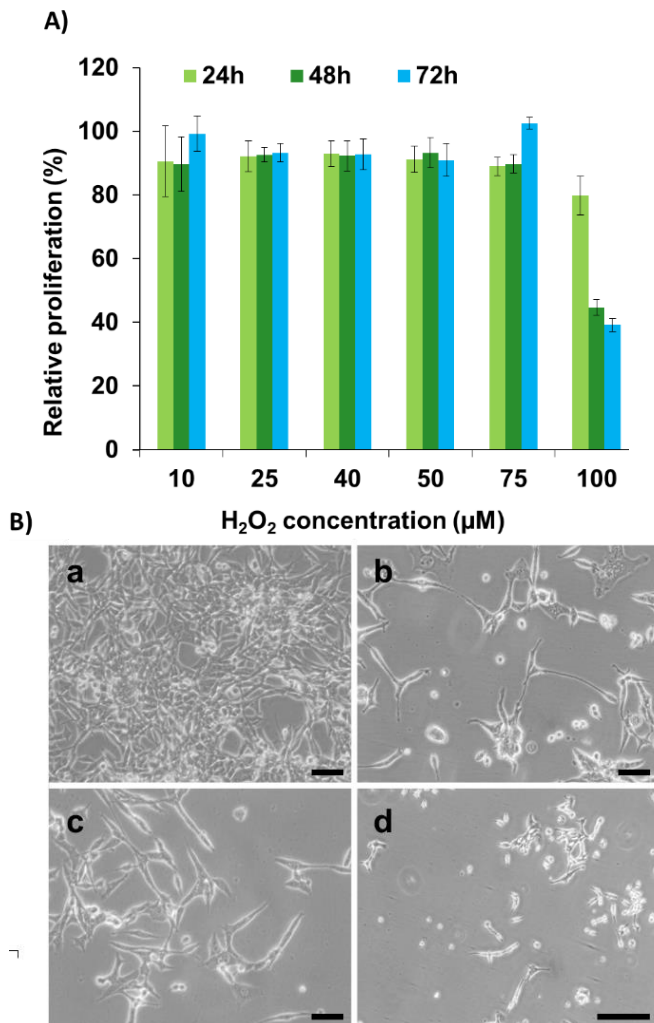 A)
120
24h
48h
72h
100
80
60
40
20
0
Relative proliferation (%)
10 25 40 50 75 100
H₂O₂ concentration (µM)
B)
a
b
c
d